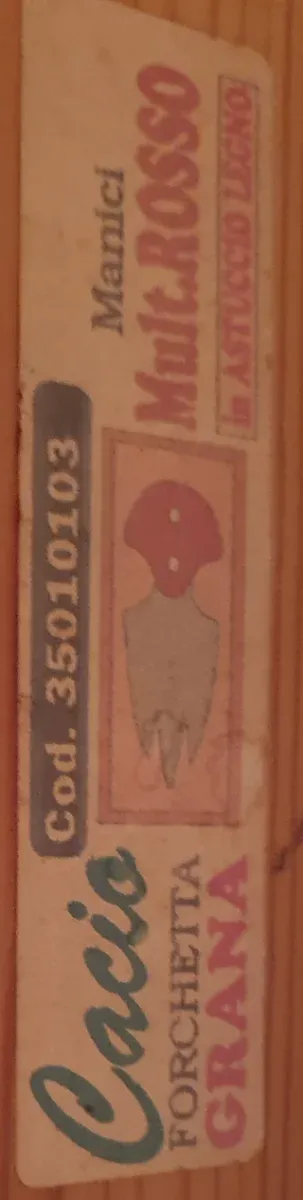 Cacio
FORCHETTA
GRANA
Cod. 35010103
Manici
Mult.ROSSO
in ASTUCCIO LEGNO